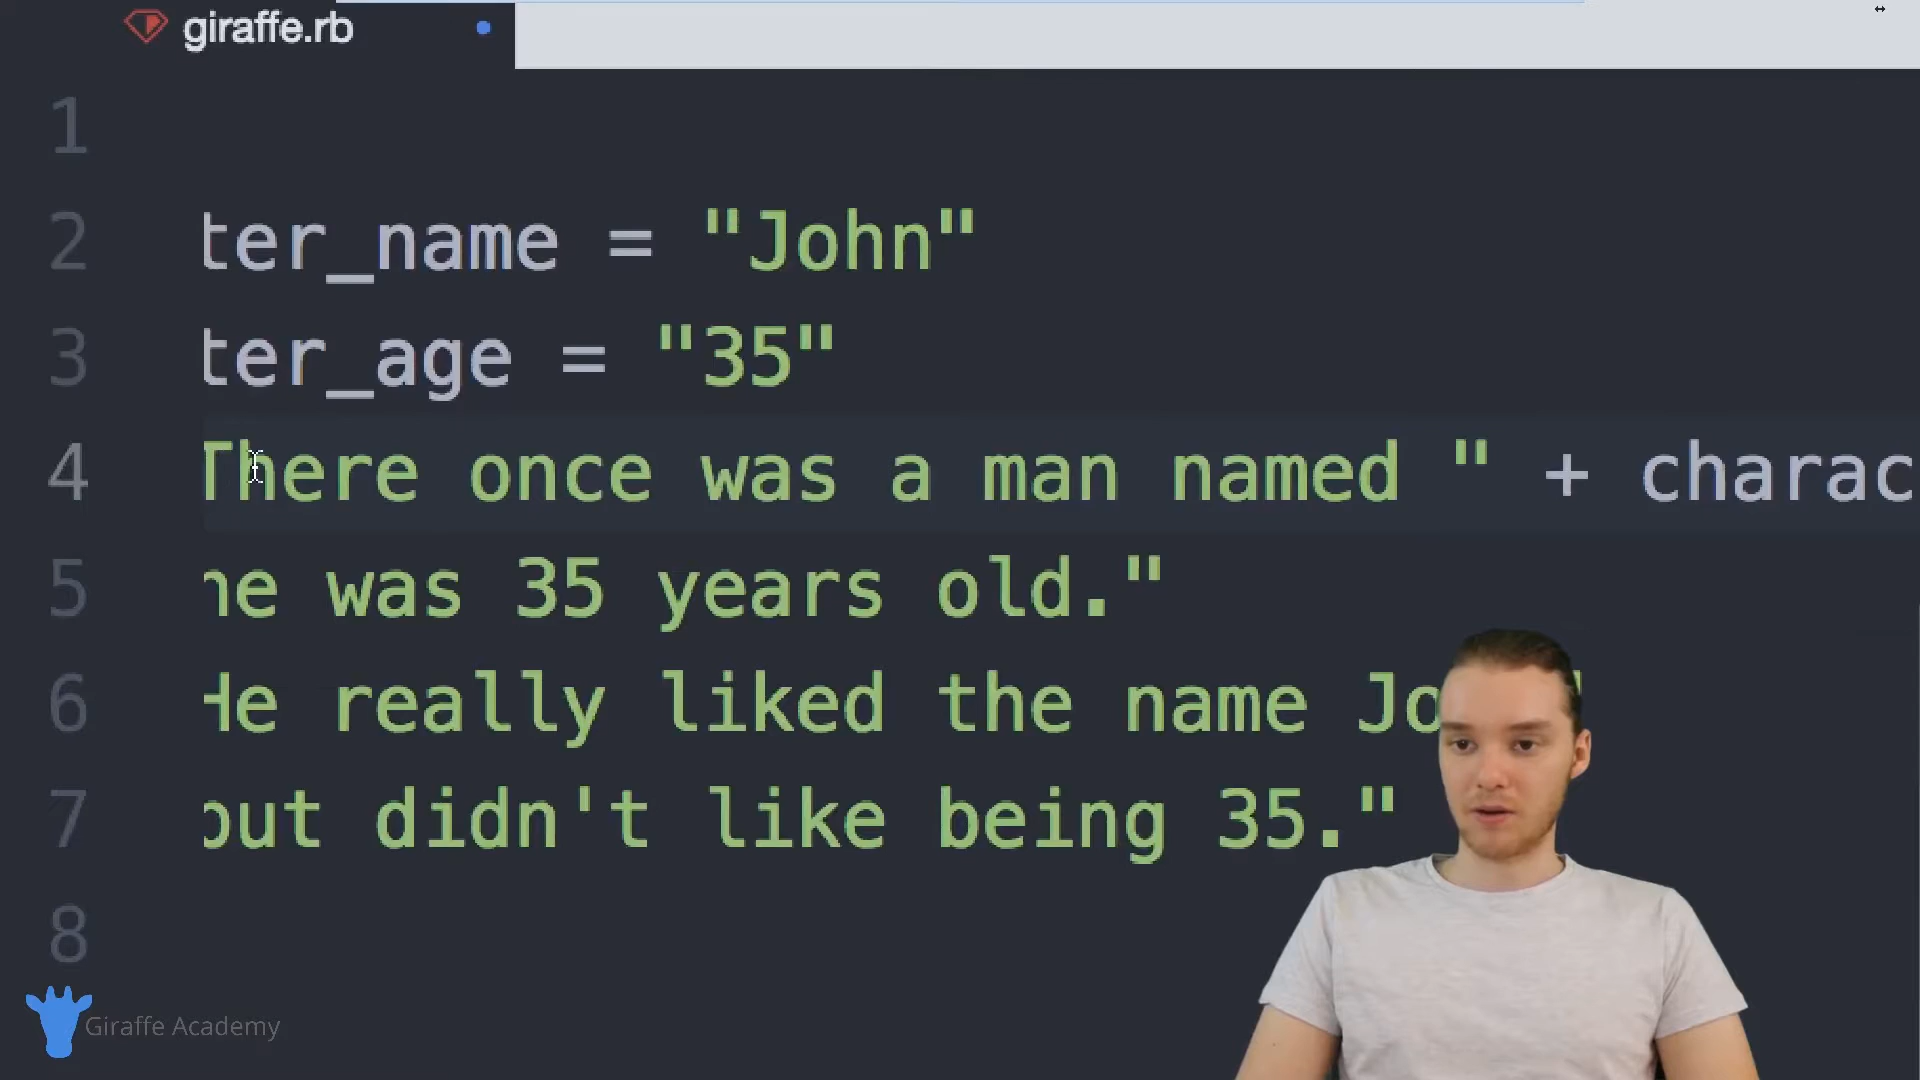 giraffe.rb
1
2 ter_name = "John"
3 ter_age = "35"
4 There once was a man named " + charac
5 he was 35 years old."
6 He really liked the name Jo
7 but didn't like being 35."
8
Giraffe Academy